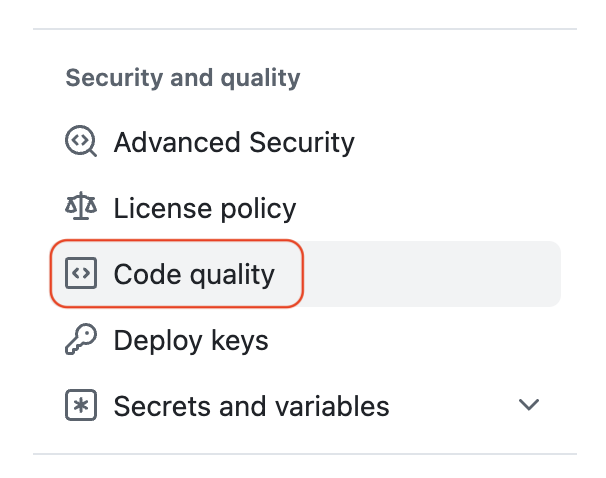 Security and quality
Advanced Security
License policy
Code quality
Deploy keys
Secrets and variables